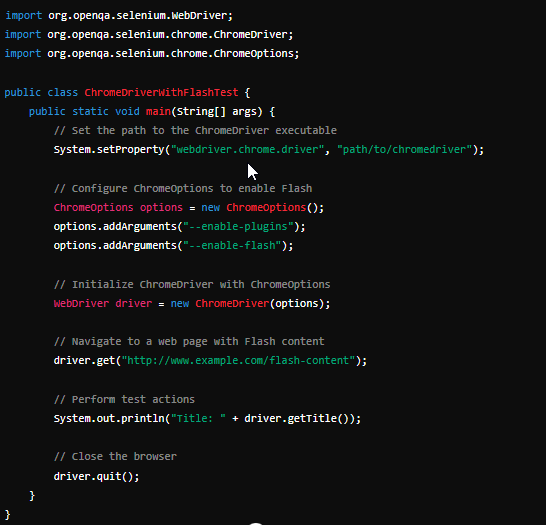 import org.openqa.selenium.WebDriver;
import org.openqa.selenium.chrome.ChromeDriver;
import org.openqa.selenium.chrome.ChromeOptions;

public class ChromeDriverWithFlashTest {
    public static void main(String[] args) {
        // Set the path to the ChromeDriver executable
        System.setProperty("webdriver.chrome.driver", "path/to/chromedriver");

        // Configure ChromeOptions to enable Flash
        ChromeOptions options = new ChromeOptions();
        options.addArguments("--enable-plugins");
        options.addArguments("--enable-flash");

        // Initialize ChromeDriver with ChromeOptions
        WebDriver driver = new ChromeDriver(options);

        // Navigate to a web page with Flash content
        driver.get("http://www.example.com/flash-content");

        // Perform test actions
        System.out.println("Title: " + driver.getTitle());

        // Close the browser
        driver.quit();
    }
}